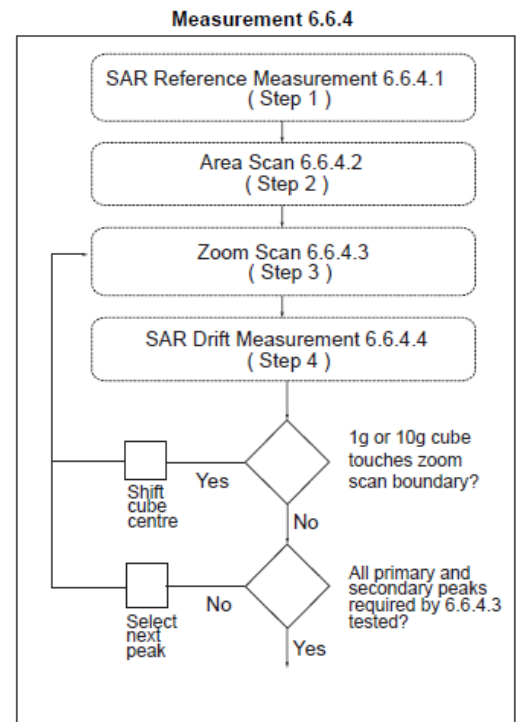 Measurement 6.6.4
SAR Reference Measurement 6.6.4.1
( Step 1 )
Area Scan 6.6.4.2
( Step 2 )
Zoom Scan 6.6.4.3
( Step 3 )
SAR Drift Measurement 6.6.4.4
( Step 4 )
1g or 10g cube
touches zoom
scan boundary?
Yes
Shift
cube
centre
No
All primary and
secondary peaks
required by 6.6.4.3
tested?
No
Select
next
peak
Yes